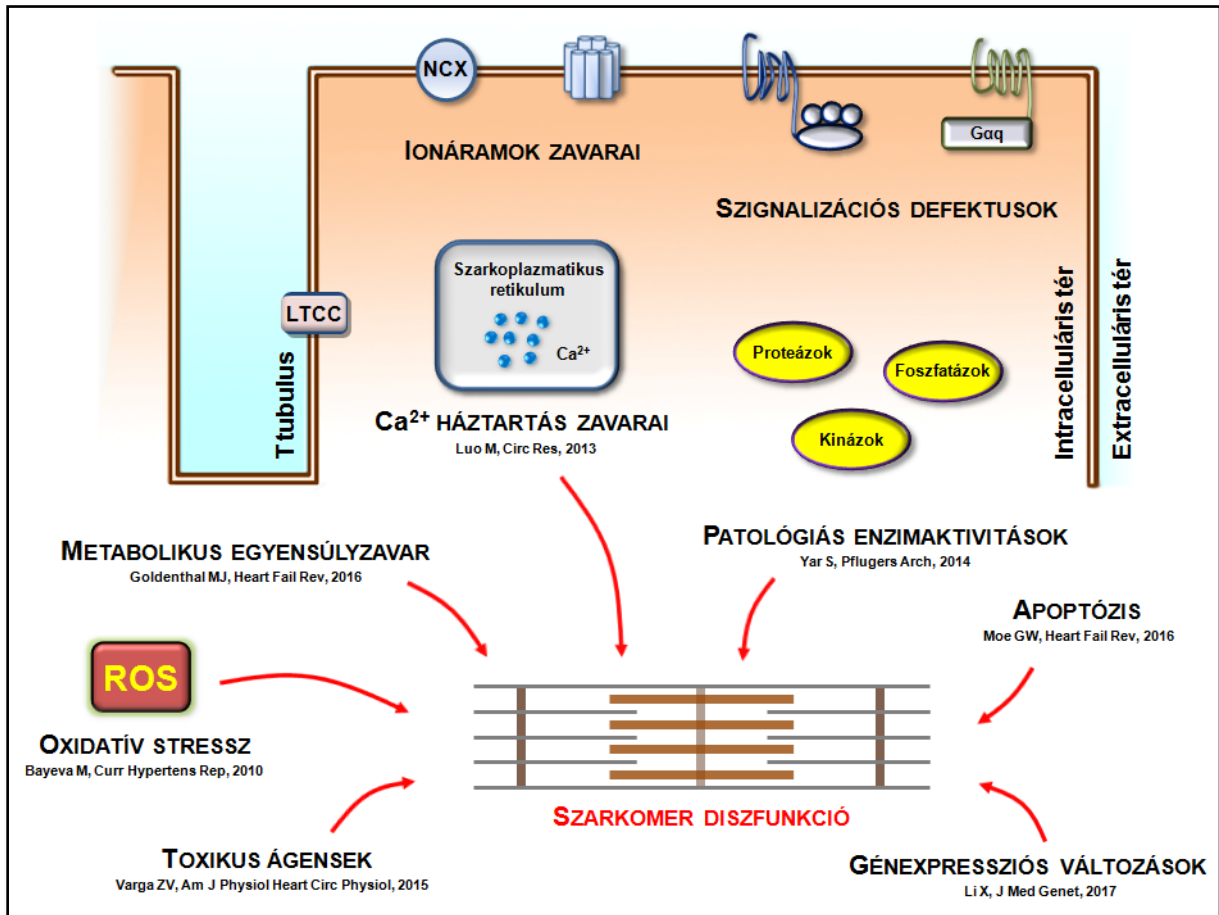 NCX
Gαq
IONÁRAMOK ZAVARAI
SZIGNALIZÁCIÓS DEFEKTUSOK
Szarkoplazmatikus
retikulum
Ca²⁺
LTCC
T tubulus
Intracelluláris tér
Extracelluláris tér
Proteázok
Foszfatázok
Kinázok
Ca²⁺ HÁZTARTÁS ZAVARAI
Luo M, Circ Res, 2013
METABOLIKUS EGYENSÚLYZAVAR
Goldenthal MJ, Heart Fail Rev, 2016
PATOLÓGIÁS ENZIMAKTIVITÁSOK
Yar S, Pflugers Arch, 2014
APOPTÓZIS
Moe GW, Heart Fail Rev, 2016
ROS
OXIDATÍV STRESSZ
Bayeva M, Curr Hypertens Rep, 2010
SZARKOMER DISZFUNKCIÓ
TOXIKUS ÁGENSEK
Varga ZV, Am J Physiol Heart Circ Physiol, 2015
GÉNEXPRESSZIÓS VÁLTOZÁSOK
Li X, J Med Genet, 2017